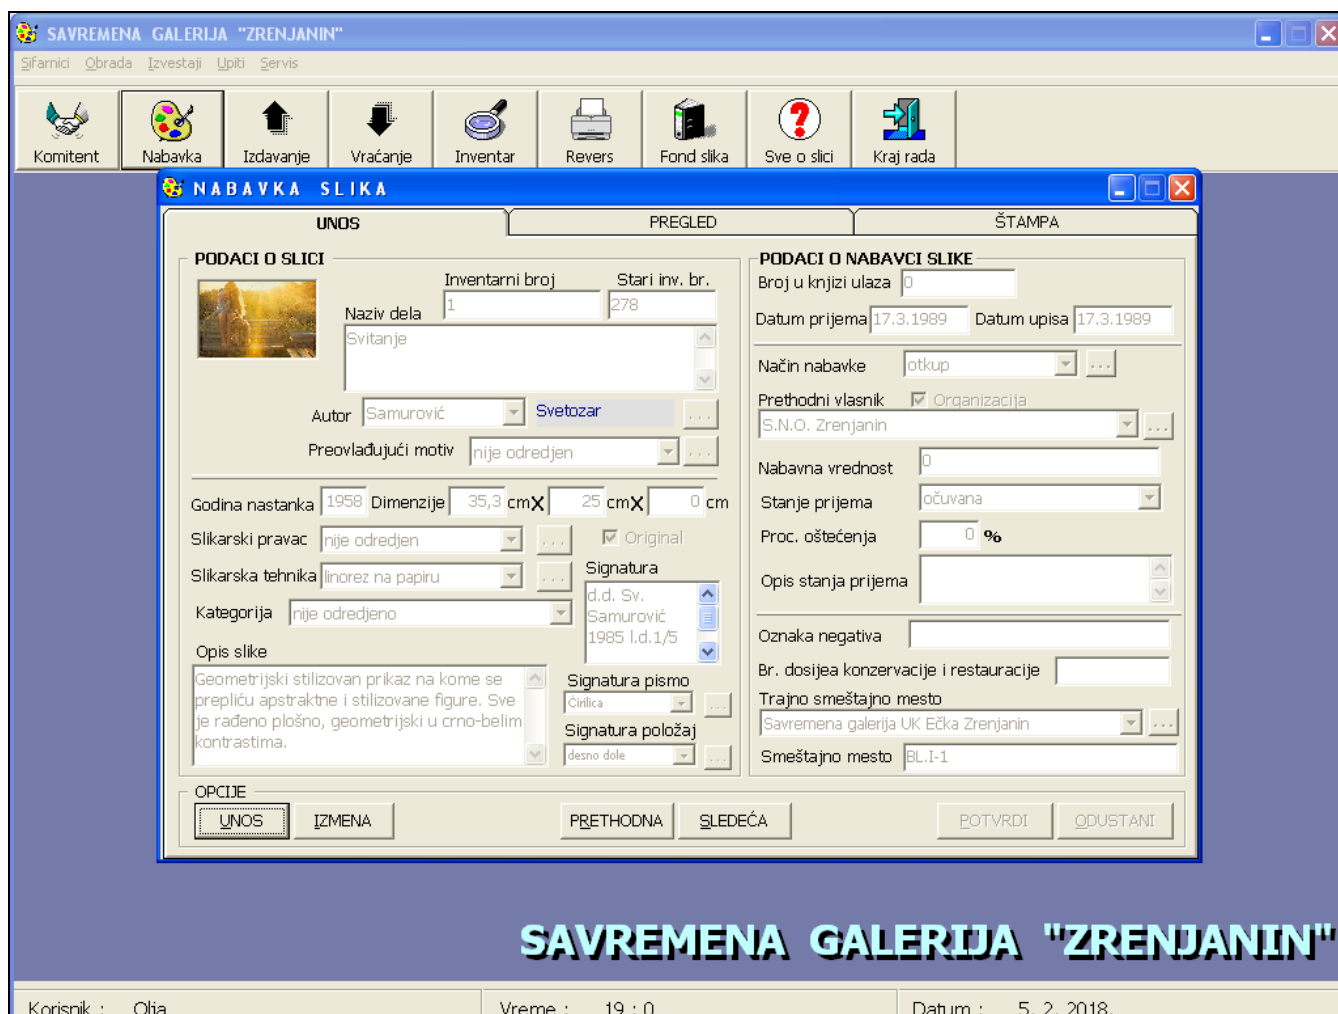 SAVREMENA GALERIJA "ZRENJANIN"
Sifarnici Obrada Izvestaji Upiti Servis
Komitent Nabavka Izdavanje Vraćanje Inventar Revers Fond slika Sve o slici Kraj rada
NABAVKA SLIKA
UNOS PREGLED ŠTAMPA
PODACI O SLICI
Inventarni broj Stari inv. br.
1 278
Naziv dela
Svitanje
Autor Samurović Svetozar ...
Preovlađujući motiv nije odredjen ...
Godina nastanka 1958 Dimenzije 35,3 cm X 25 cm X 0 cm
Slikarski pravac nije odredjen ... Original
Slikarska tehnika linorez na papiru ...
Signatura
d.d. Sv.
Samurović
1985 l.d.1/5
Kategorija nije odredjeno
Opis slike
Geometrijski stilizovan prikaz na kome se
prepliću apstraktne i stilizovane figure. Sve
je rađeno plošno, geometrijski u crno-belim
kontrastima.
Signatura pismo
Ćirilica ...
Signatura položaj
desno dole ...
PODACI O NABAVCI SLIKE
Broj u knjizi ulaza 0
Datum prijema 17.3.1989 Datum upisa 17.3.1989
Način nabavke otkup ...
Prethodni vlasnik Organizacija
S.N.O. Zrenjanin ...
Nabavna vrednost 0
Stanje prijema očuvana
Proc. oštećenja 0 %
Opis stanja prijema
Oznaka negativa
Br. dosijea konzervacije i restauracije
Trajno smeštajno mesto
Savremena galerija UK Ečka Zrenjanin ...
Smeštajno mesto BL.I-1
OPCIJE
UNOS IZMENA PRETHODNA SLEDEĆA POTVRDI ODUSTANI
SAVREMENA GALERIJA "ZRENJANIN"
Korisnik : Olja Vreme : 19 : 0 Datum : 5. 2. 2018.